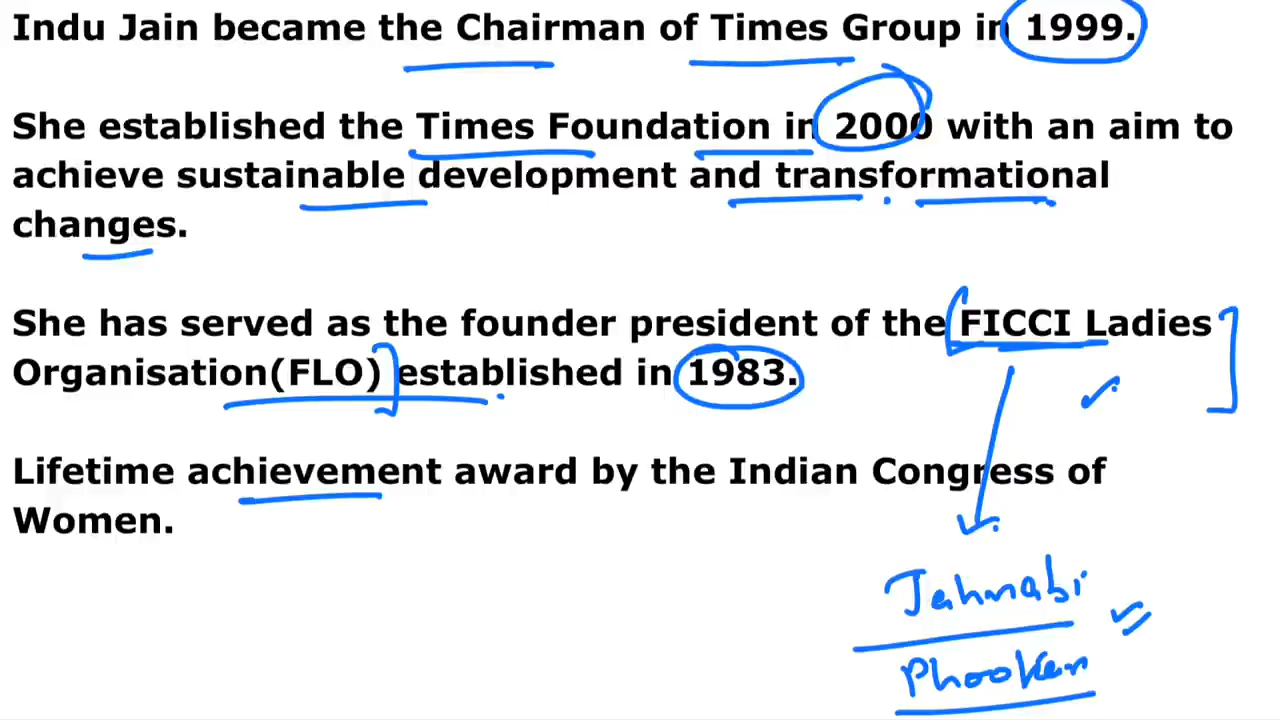 Indu Jain became the Chairman of Times Group in 1999.
She established the Times Foundation in 2000 with an aim to
achieve sustainable development and transformational
changes.
She has served as the founder president of the FICCI Ladies
Organisation(FLO) established in 1983.
Lifetime achievement award by the Indian Congress of
Women.
Jahnabi
Phooken